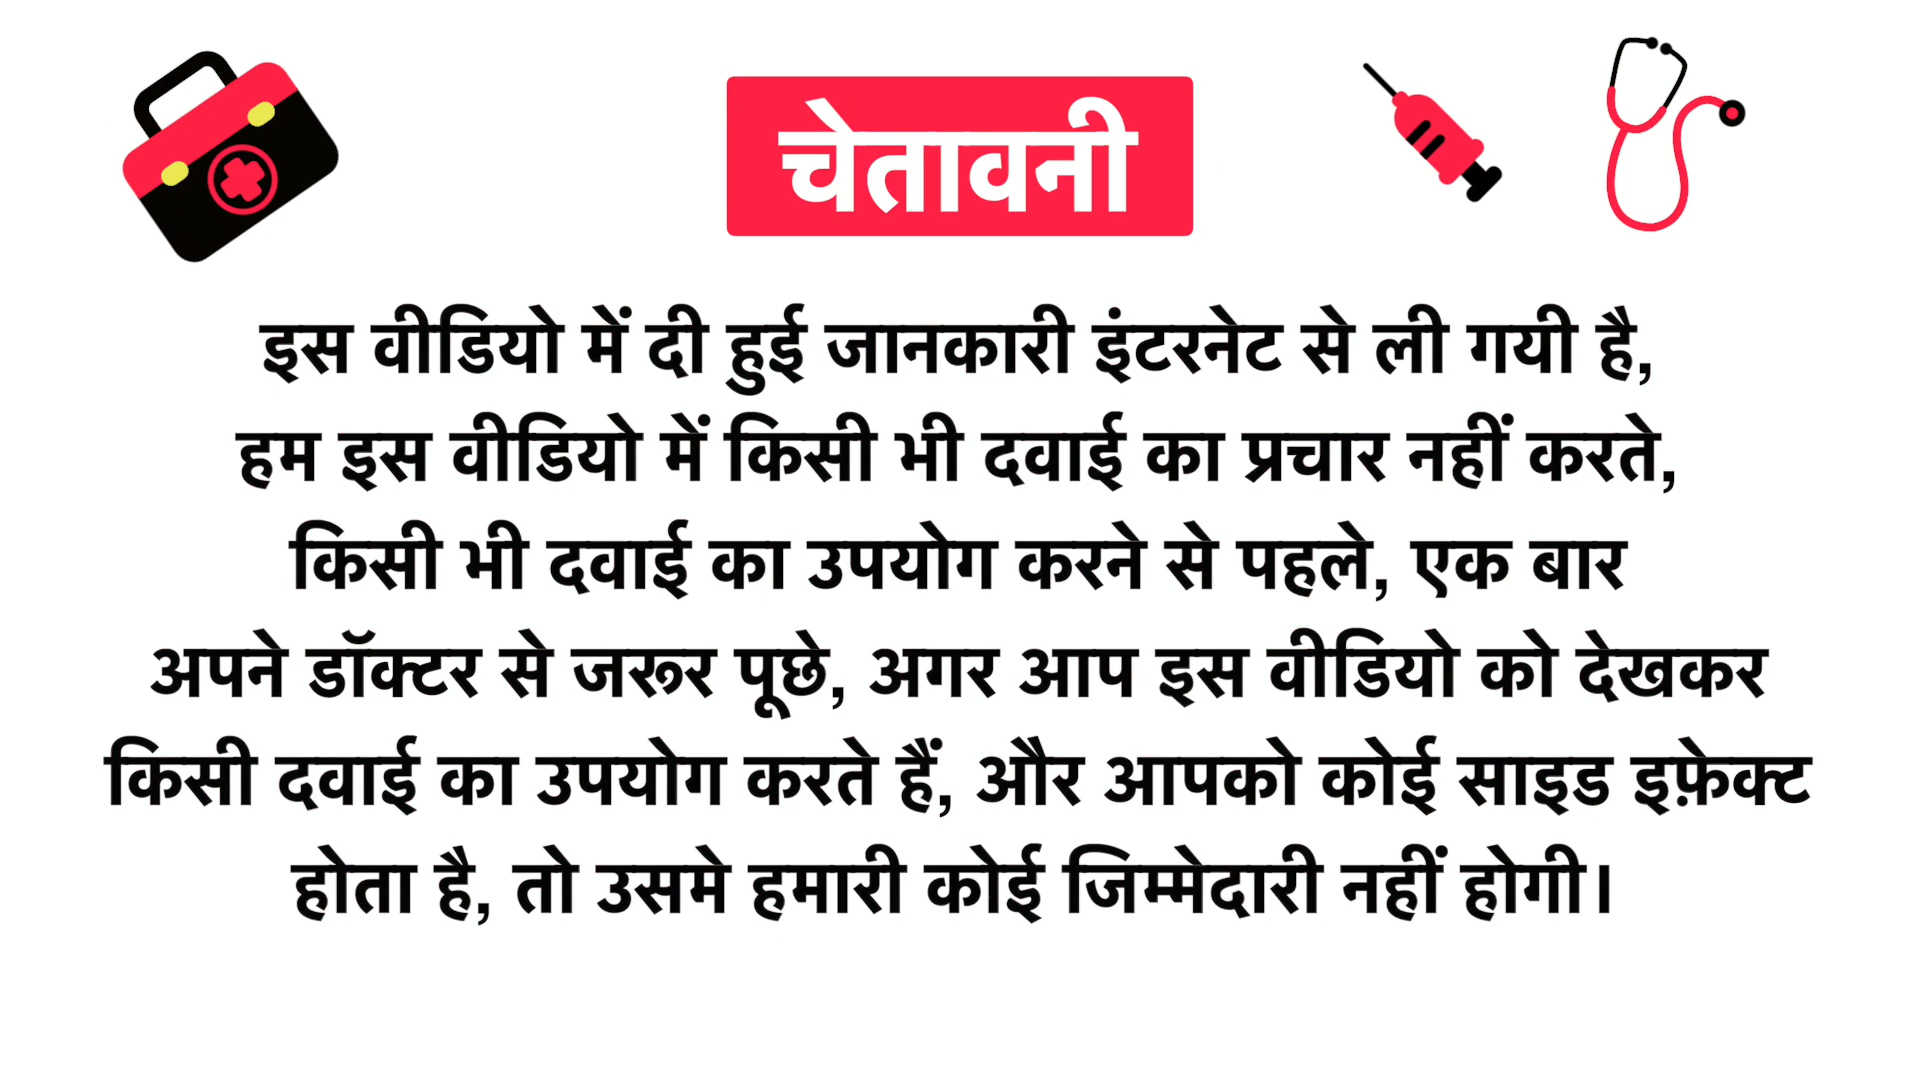 चेतावनी
इस वीडियो में दी हुई जानकारी इंटरनेट से ली गयी है,
हम इस वीडियो में किसी भी दवाई का प्रचार नहीं करते,
किसी भी दवाई का उपयोग करने से पहले, एक बार
अपने डॉक्टर से जरूर पूछे, अगर आप इस वीडियो को देखकर
किसी दवाई का उपयोग करते हैं, और आपको कोई साइड इफ़ेक्ट
होता है, तो उसमे हमारी कोई जिम्मेदारी नहीं होगी।